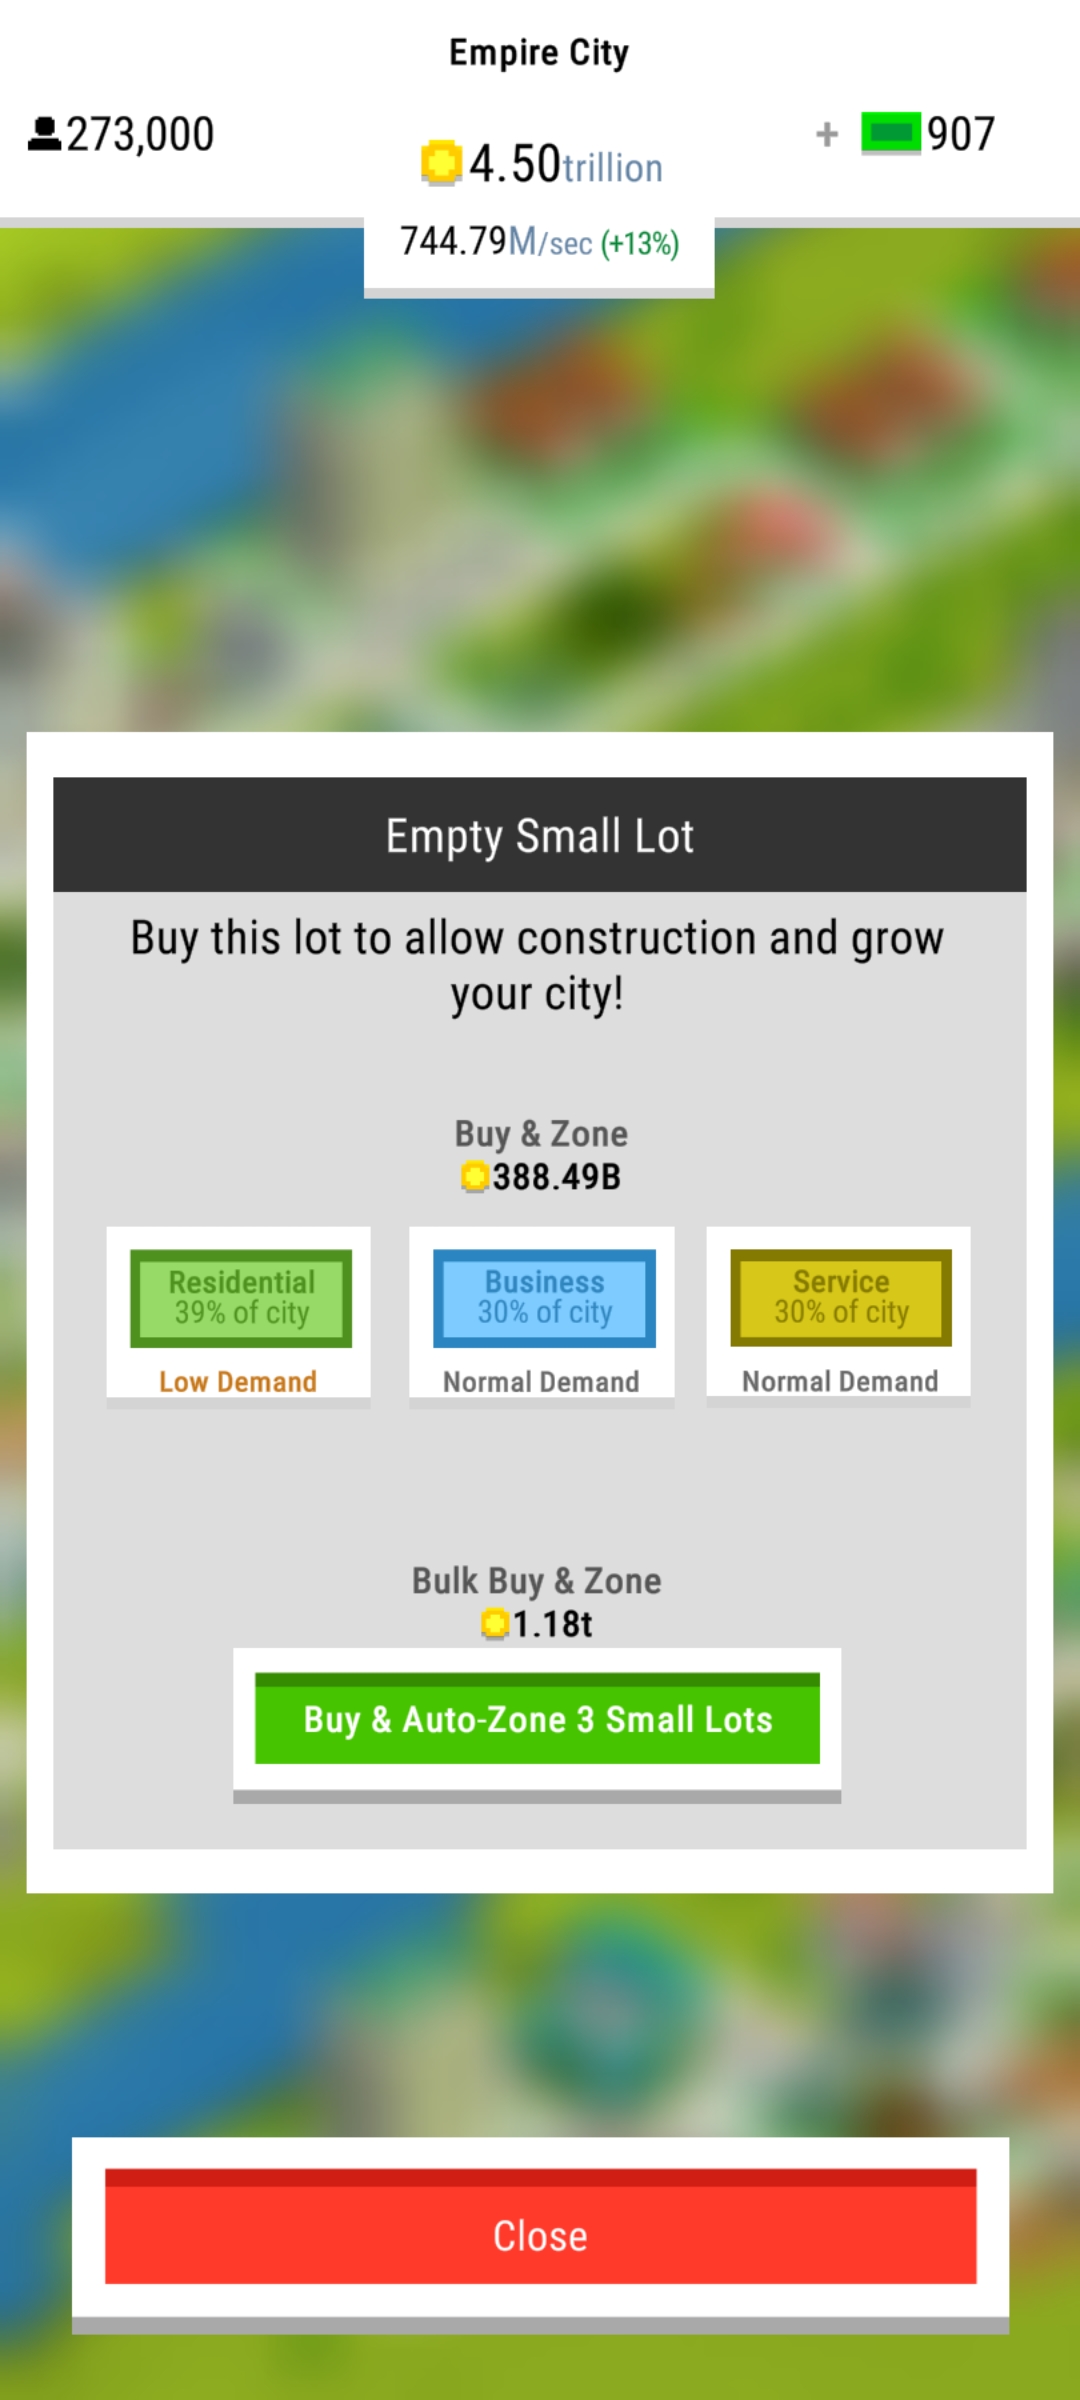 Empire City
273,000
4.50trillion
+ 907
744.79M/sec (+13%)
Empty Small Lot
Buy this lot to allow construction and grow
your city!
Buy & Zone
388.49B
Residential
39% of city
Low Demand
Business
30% of city
Normal Demand
Service
30% of city
Normal Demand
Bulk Buy & Zone
1.18t
Buy & Auto-Zone 3 Small Lots
Close